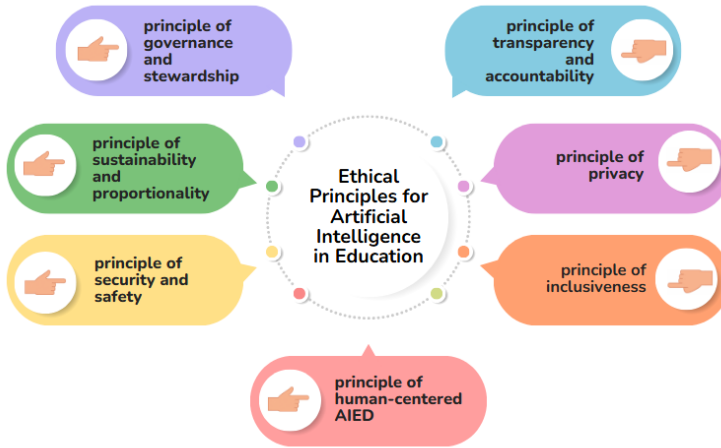 principle of
governance
and
stewardship
principle of
transparency
and
accountability
principle of
sustainability
and
proportionality
Ethical
Principles for
Artificial
Intelligence
in Education
principle of
privacy
principle of
security and
safety
principle of
inclusiveness
principle of
human-centered
AIED